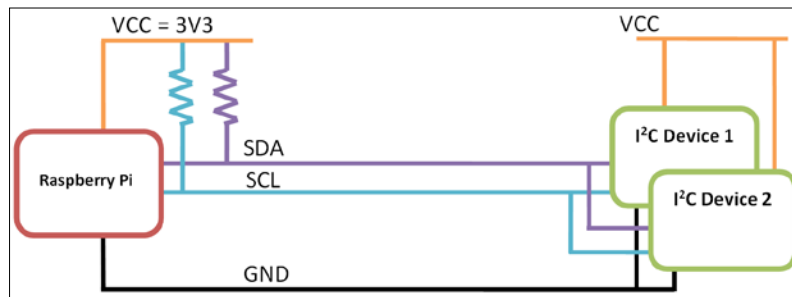 VCC = 3V3
VCC
I²C Device 1
SDA
Raspberry Pi
SCL
I²C Device 2
GND